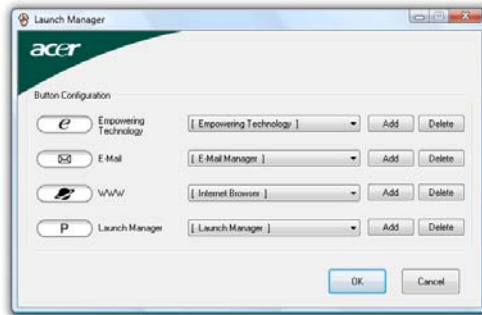 Launch Manager
acer
Button Configuration
e Empowering Technology [ Empowering Technology ] Add Delete
E-Mail [ E-Mail Manager ] Add Delete
WWW [ Internet Browser ] Add Delete
P Launch Manager [ Launch Manager ] Add Delete
OK Cancel